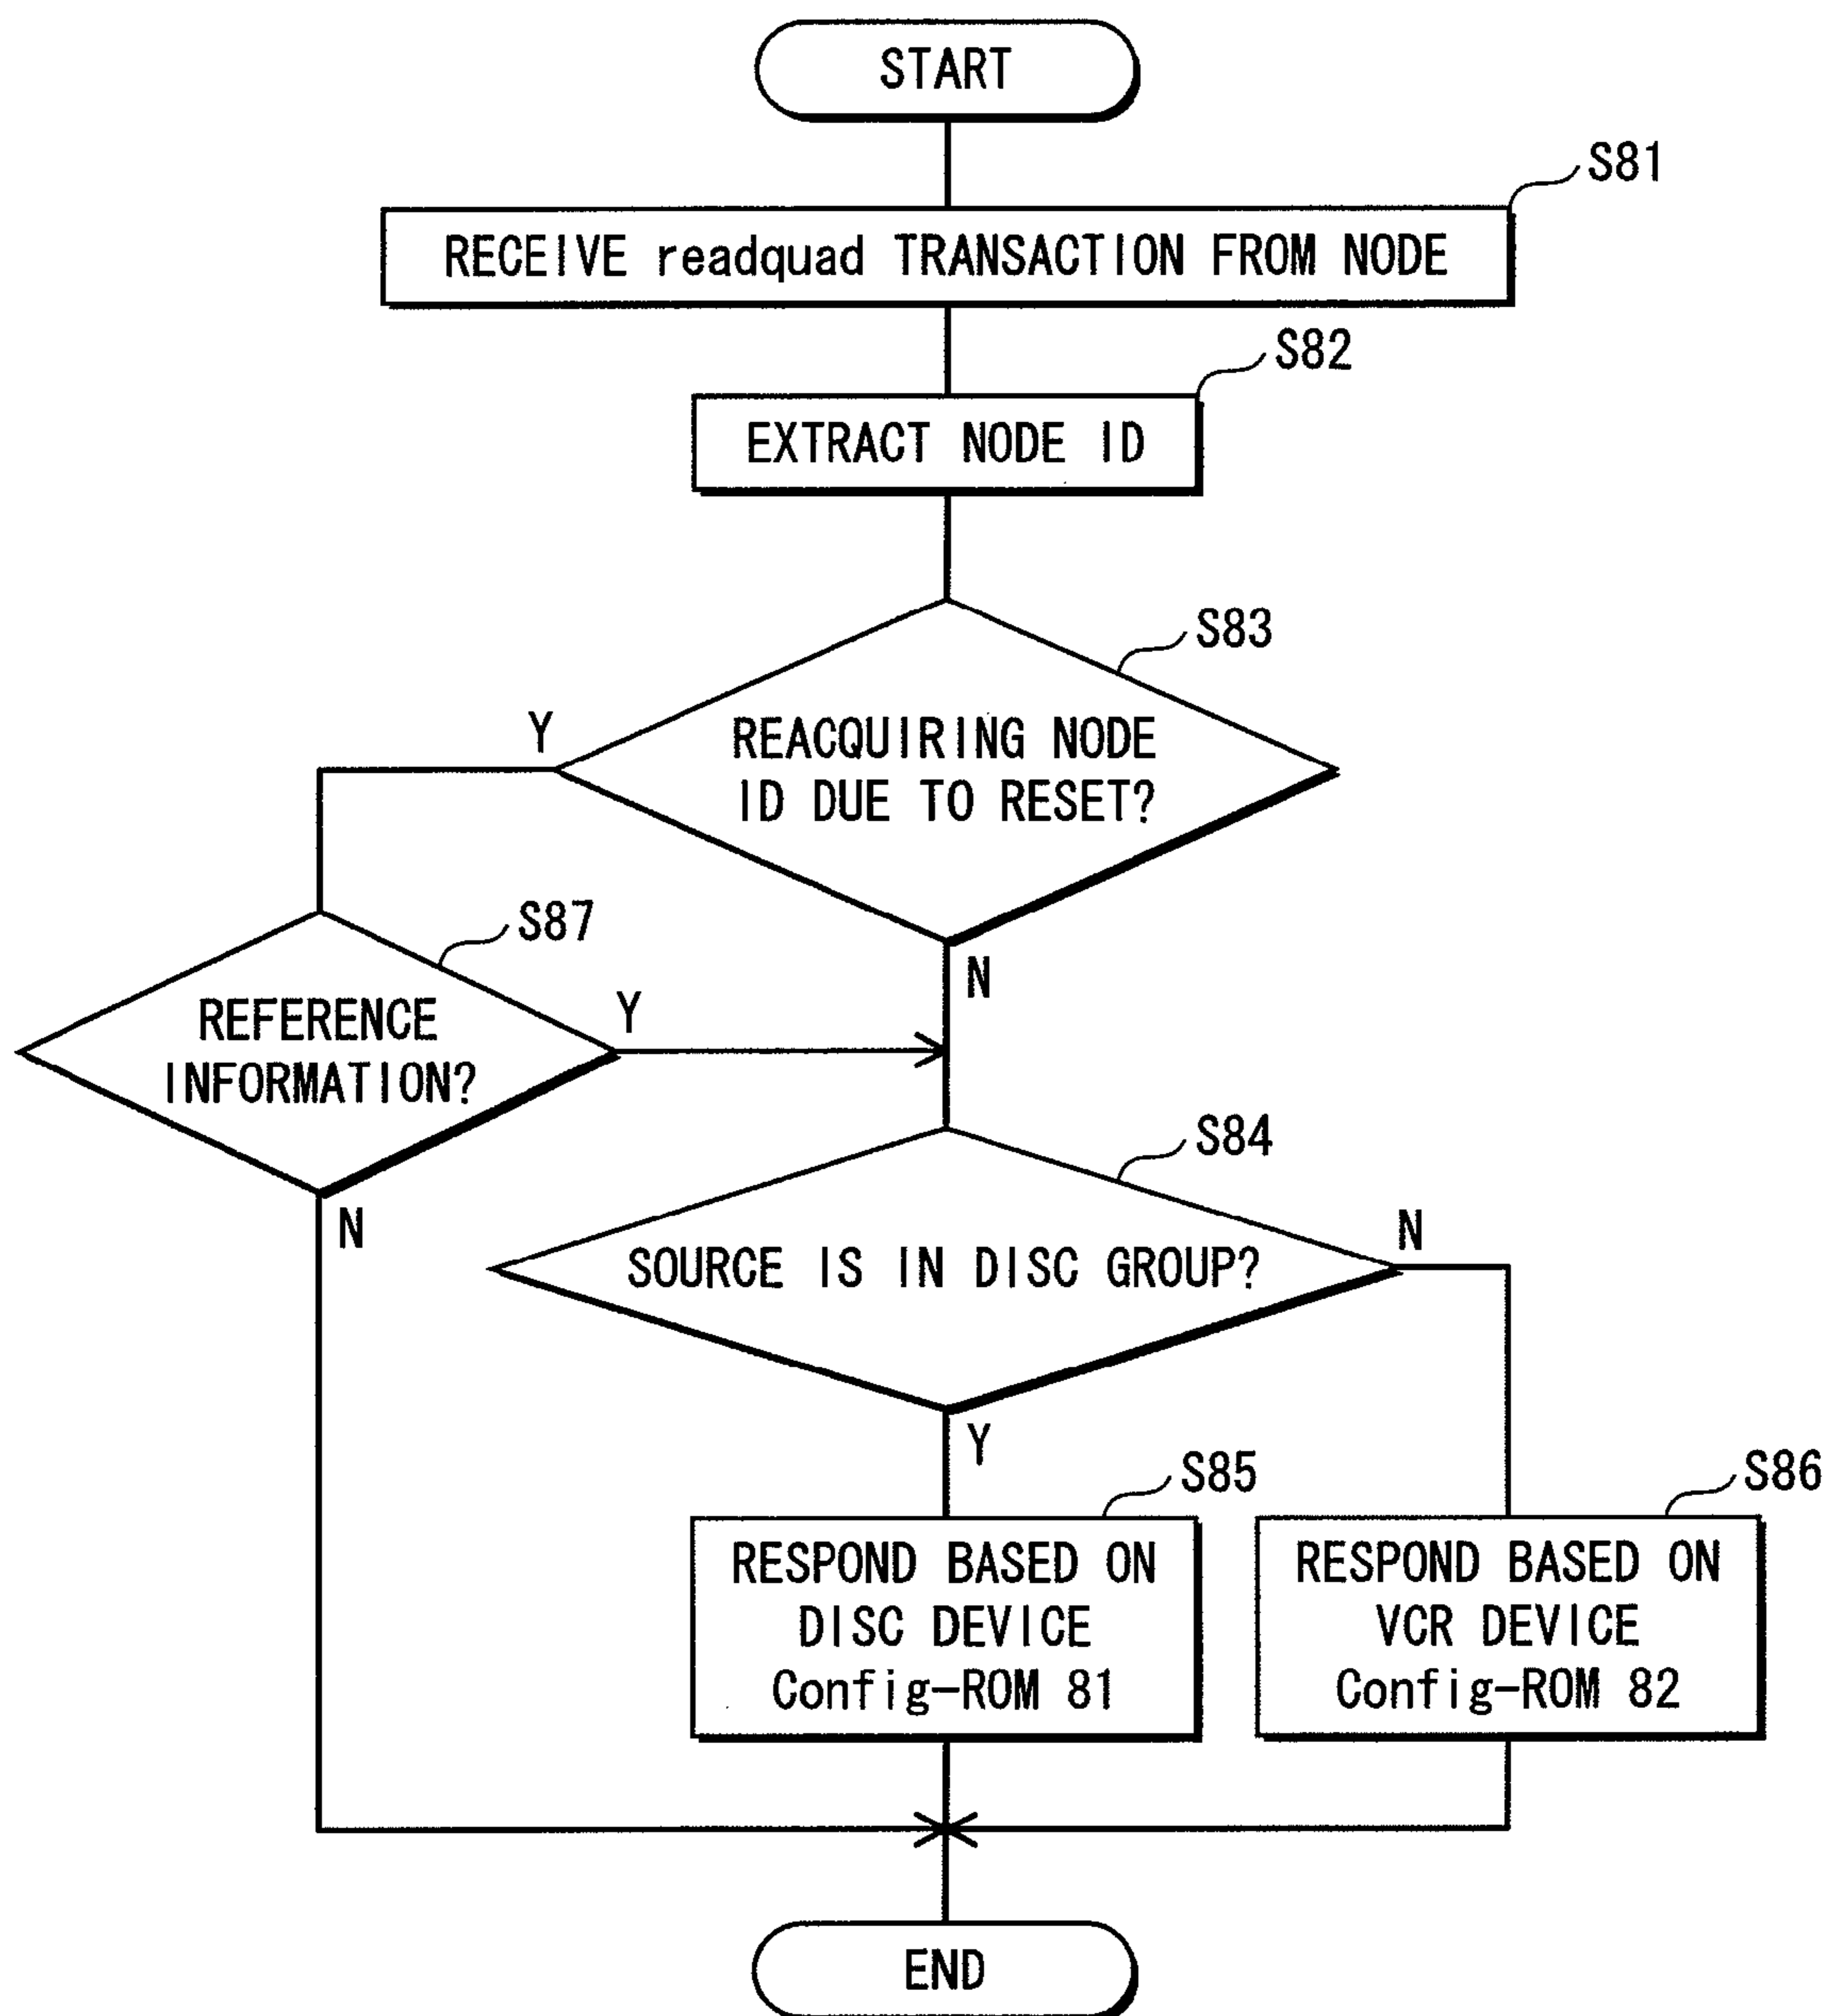 START
S81
RECEIVE readquad TRANSACTION FROM NODE
S82
EXTRACT NODE ID
S83
REACQUIRING NODE
ID DUE TO RESET?
Y
N
S87
REFERENCE
INFORMATION?
Y
N
S84
SOURCE IS IN DISC GROUP?
N
Y
S85
RESPOND BASED ON
DISC DEVICE
Config-ROM 81
S86
RESPOND BASED ON
VCR DEVICE
Config-ROM 82
END